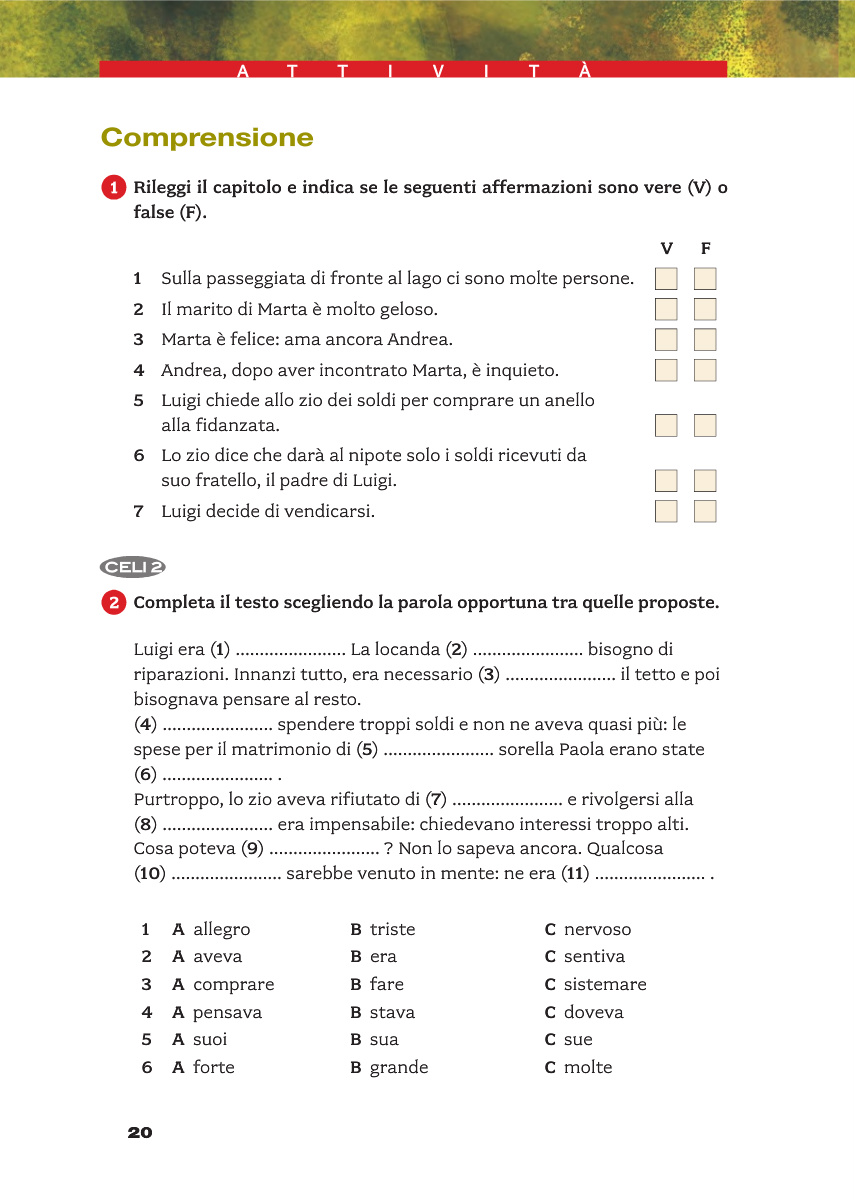 ATTIVITÀ
Comprensione
1 Rileggi il capitolo e indica se le seguenti affermazioni sono vere (V) o
false (F).
V F
1 Sulla passeggiata di fronte al lago ci sono molte persone.
2 Il marito di Marta è molto geloso.
3 Marta è felice: ama ancora Andrea.
4 Andrea, dopo aver incontrato Marta, è inquieto.
5 Luigi chiede allo zio dei soldi per comprare un anello
alla fidanzata.
6 Lo zio dice che darà al nipote solo i soldi ricevuti da
suo fratello, il padre di Luigi.
7 Luigi decide di vendicarsi.
CELI 2
2 Completa il testo scegliendo la parola opportuna tra quelle proposte.
Luigi era (1) ....................... La locanda (2) ....................... bisogno di
riparazioni. Innanzi tutto, era necessario (3) ....................... il tetto e poi
bisognava pensare al resto.
(4) ....................... spendere troppi soldi e non ne aveva quasi più: le
spese per il matrimonio di (5) ....................... sorella Paola erano state
(6) ....................... .
Purtroppo, lo zio aveva rifiutato di (7) ....................... e rivolgersi alla
(8) ....................... era impensabile: chiedevano interessi troppo alti.
Cosa poteva (9) ....................... ? Non lo sapeva ancora. Qualcosa
(10) ....................... sarebbe venuto in mente: ne era (11) ....................... .
1 A allegro B triste C nervoso
2 A aveva B era C sentiva
3 A comprare B fare C sistemare
4 A pensava B stava C doveva
5 A suoi B sua C sue
6 A forte B grande C molte
20